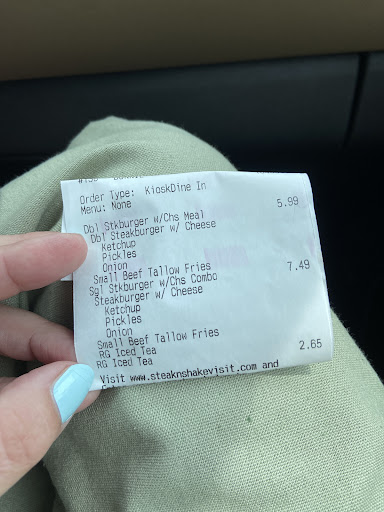 Order Type: KioskDine In
Menu: None
Dbl Stkburger w/Chs Meal 5.99
Dbl Steakburger w/ Cheese
Ketchup
Pickles
Onion
Small Beef Tallow Fries
Sgl Stkburger w/Chs Combo 7.49
Steakburger w/ Cheese
Ketchup
Pickles
Onion
Small Beef Tallow Fries
RG Iced Tea
RG Iced Tea 2.65
Visit www.steaknshakevisit.com and